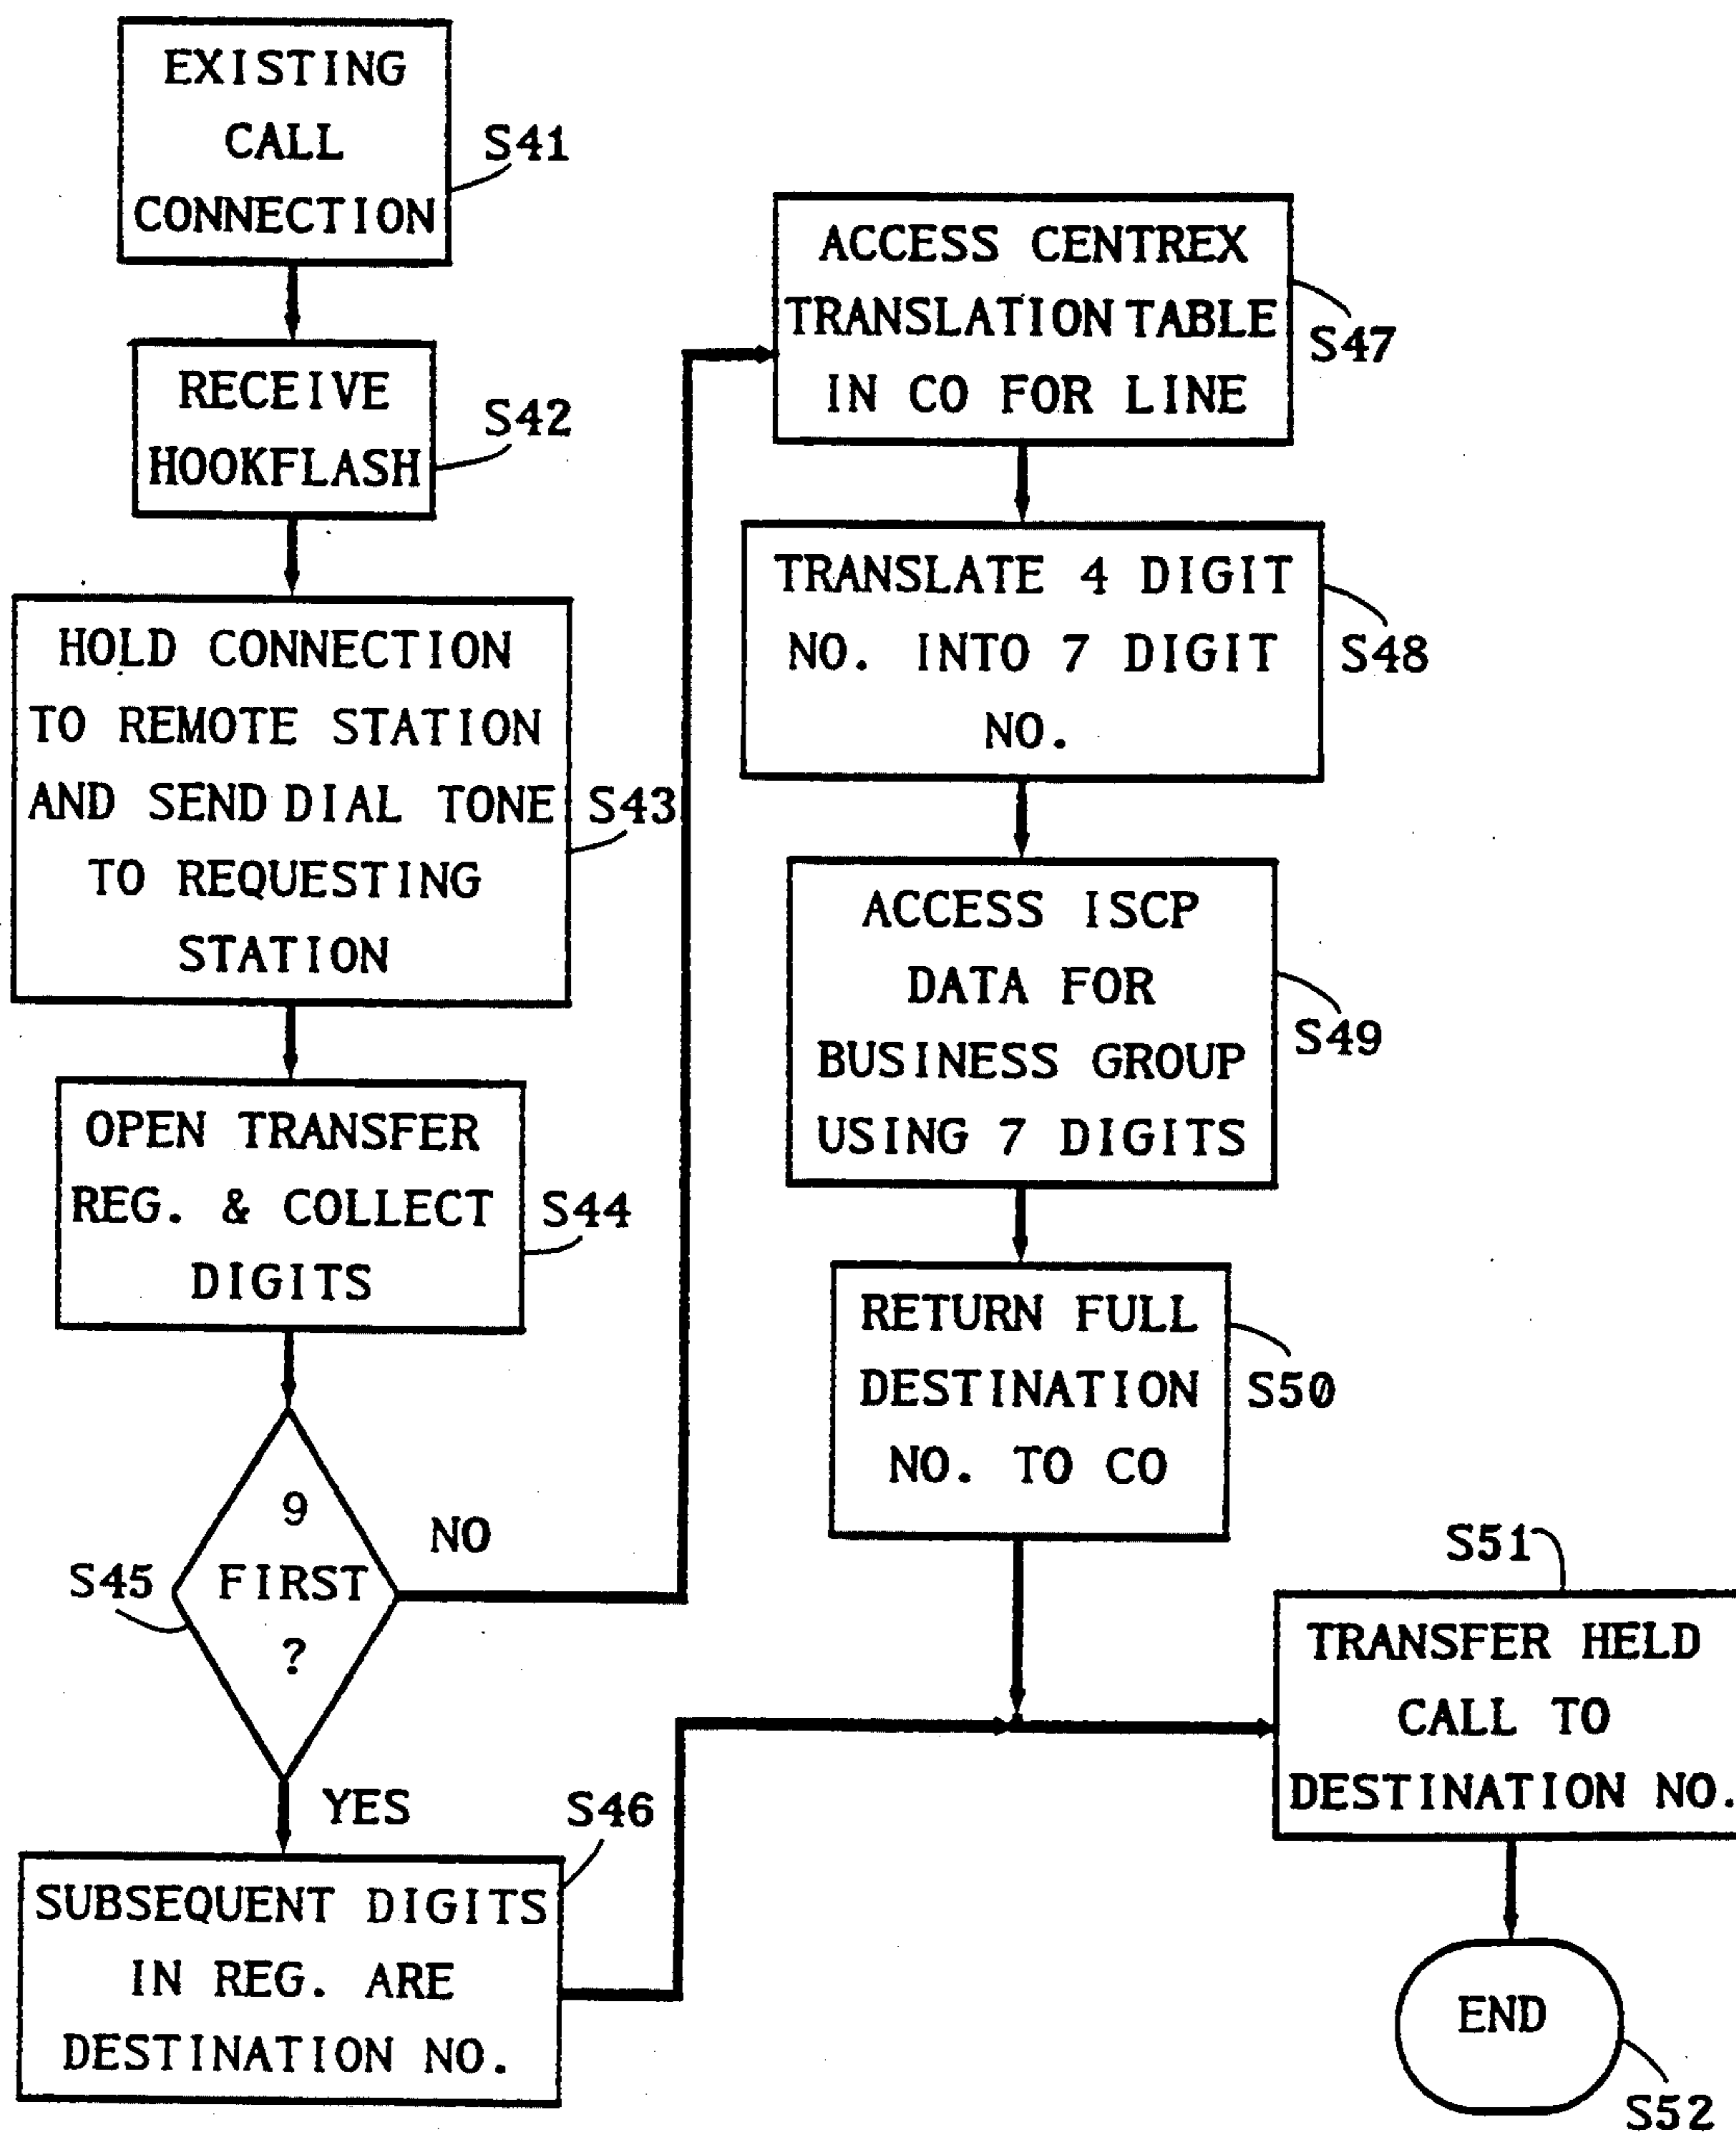 EXISTING
CALL
CONNECTION
S41
RECEIVE
HOOKFLASH
S42
HOLD CONNECTION
TO REMOTE STATION
AND SEND DIAL TONE
TO REQUESTING
STATION
S43
OPEN TRANSFER
REG. & COLLECT
DIGITS
S44
9
FIRST
?
S45
NO
YES
SUBSEQUENT DIGITS
IN REG. ARE
DESTINATION NO.
S46
ACCESS CENTREX
TRANSLATION TABLE
IN CO FOR LINE
S47
TRANSLATE 4 DIGIT
NO. INTO 7 DIGIT
NO.
S48
ACCESS ISCP
DATA FOR
BUSINESS GROUP
USING 7 DIGITS
S49
RETURN FULL
DESTINATION
NO. TO CO
S50
S51
TRANSFER HELD
CALL TO
DESTINATION NO.
END
S52